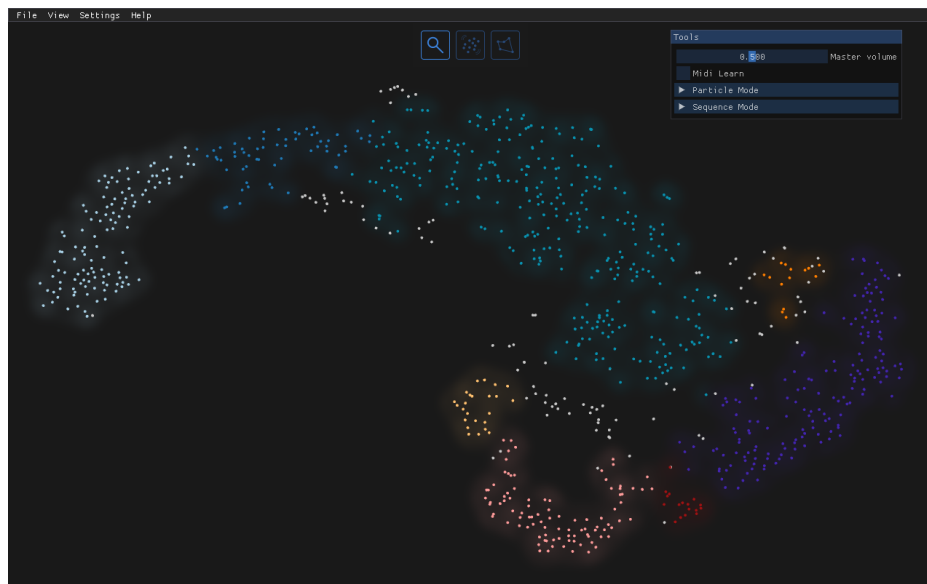 File View Settings Help
Tools
0.500 Master volume
Midi Learn
Particle Mode
Sequence Mode